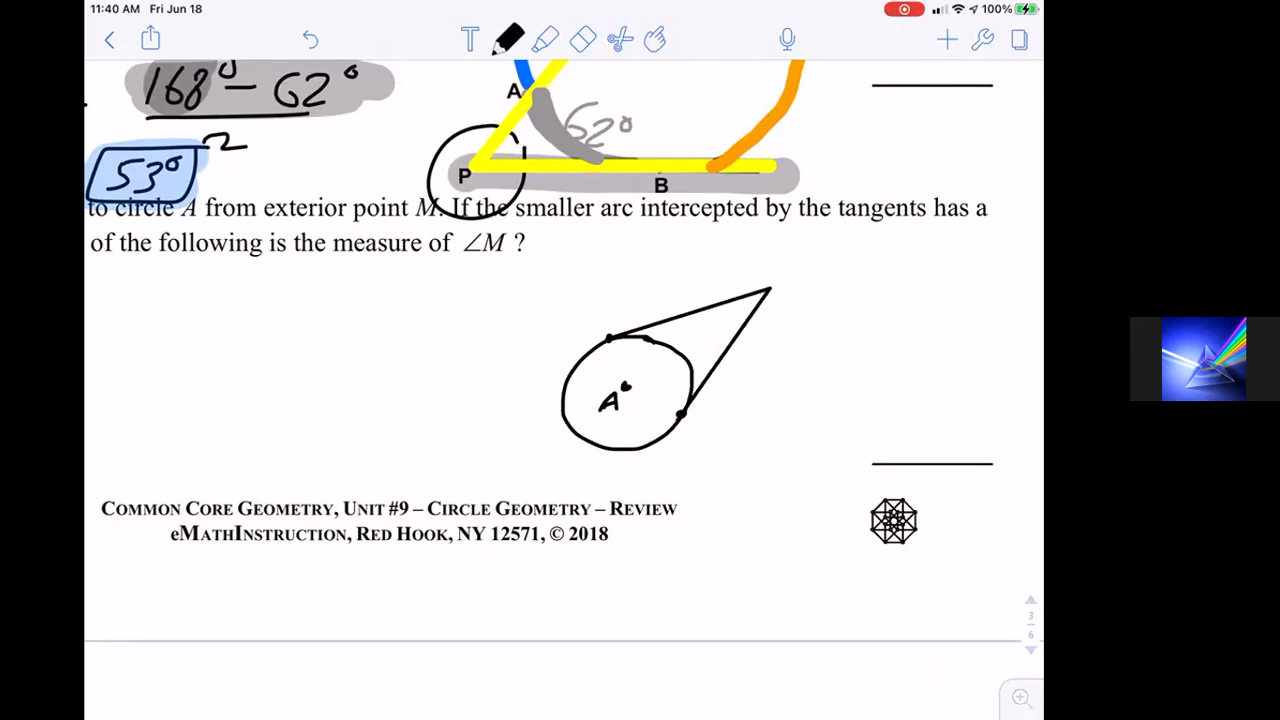 11:40 AM Fri Jun 18
100%
168° – 62°
2
53°
A
62°
P
B
to circle A from exterior point M. If the smaller arc intercepted by the tangents has a
of the following is the measure of ∠M ?
A
COMMON CORE GEOMETRY, UNIT #9 – CIRCLE GEOMETRY – REVIEW
eMATHINSTRUCTION, RED HOOK, NY 12571, © 2018
3
6